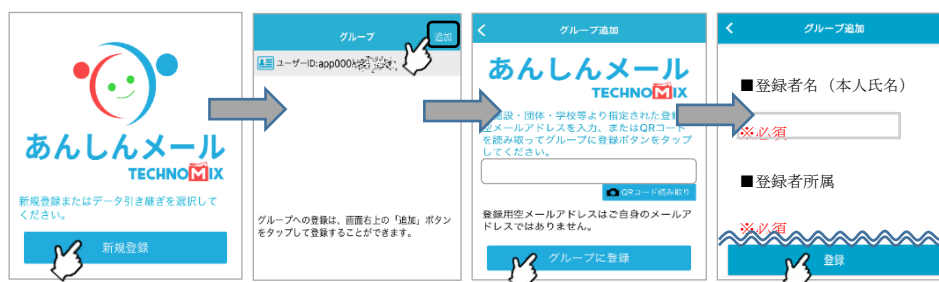 あんしんメール
TECHNOMIX
新規登録またはデータ引き継ぎを選択して
ください。
新規登録
グループ
追加
ユーザーID:app000
グループへの登録は、画面右上の「追加」ボタン
をタップして登録することができます。
グループ追加
あんしんメール
TECHNOMIX
設・団体・学校等より指定された登録
空メールアドレスを入力、またはQRコード
を読み取ってグループに登録ボタンをタップ
してください。
QRコード読み取り
登録用空メールアドレスはご自身のメールア
ドレスではありません。
グループに登録
グループ追加
■登録者名（本人氏名）
※必須
■登録者所属
※必須
登録